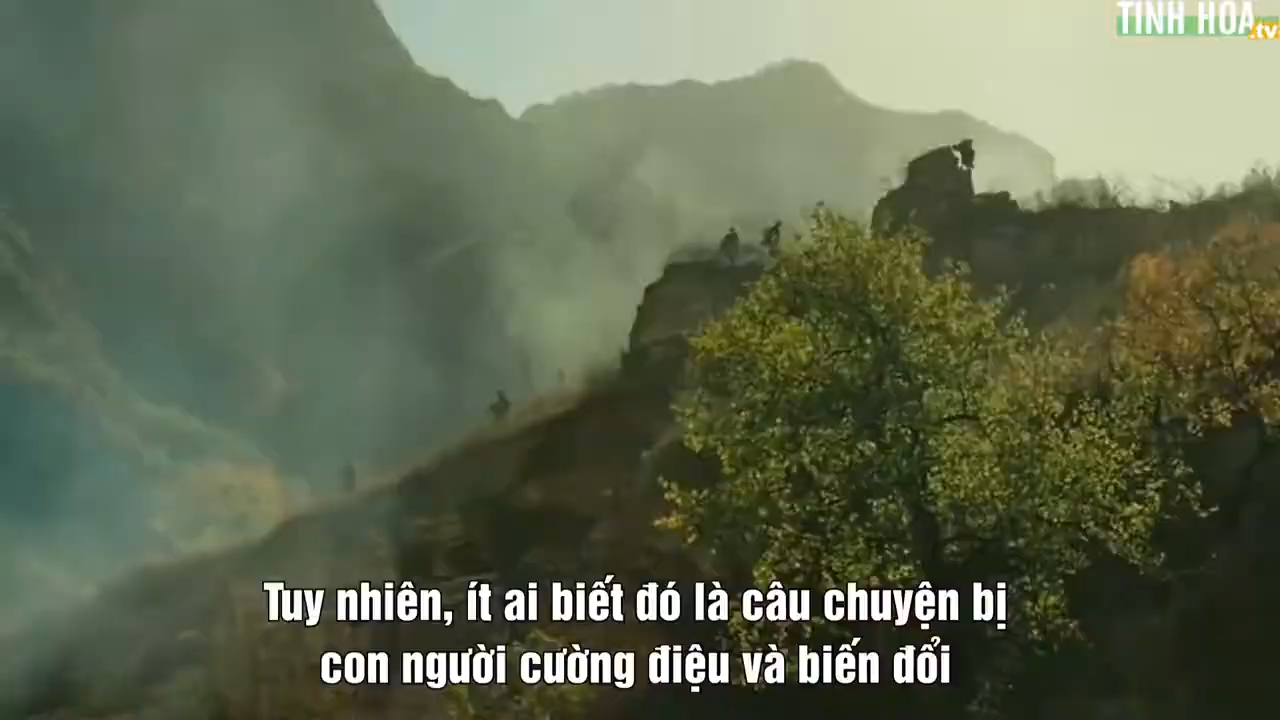 TINH HOA
.tv
Tuy nhiên, ít ai biết đó là câu chuyện bị
con người cường điệu và biến đổi